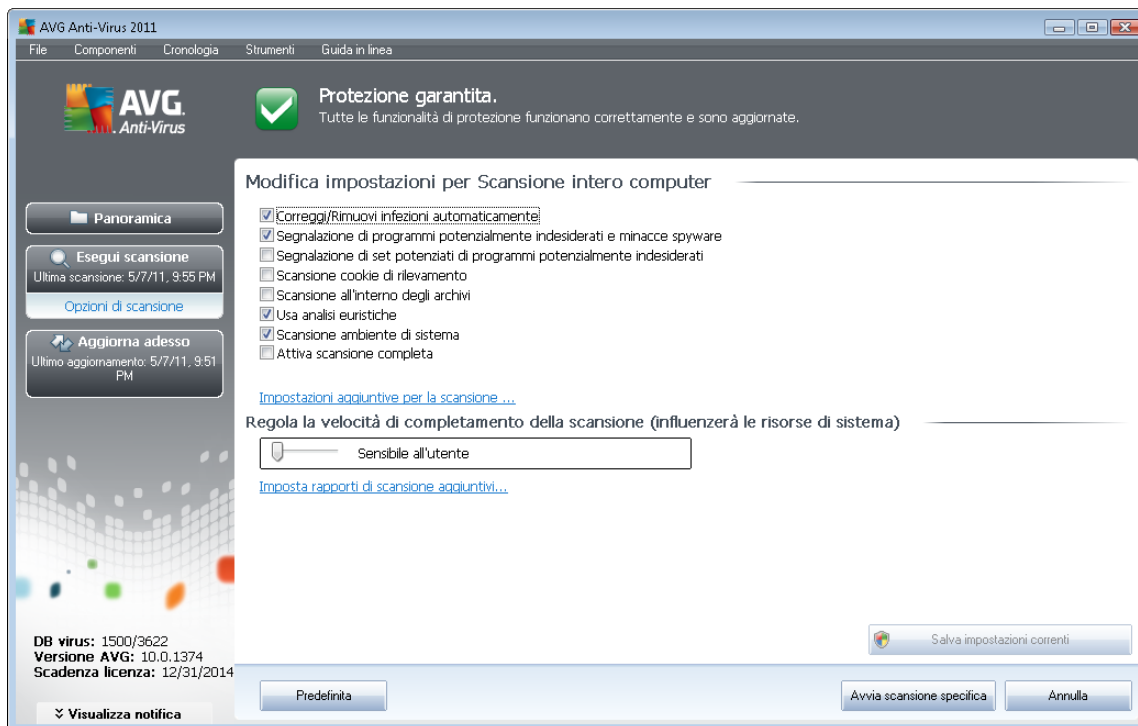 AVG Anti-Virus 2011
File Componenti Cronologia Strumenti Guida in linea
AVG.
Anti-Virus
Protezione garantita.
Tutte le funzionalità di protezione funzionano correttamente e sono aggiornate.
Panoramica
Esegui scansione
Ultima scansione: 5/7/11, 9:55 PM
Opzioni di scansione
Aggiorna adesso
Ultimo aggiornamento: 5/7/11, 9:51
PM
DB virus: 1500/3622
Versione AVG: 10.0.1374
Scadenza licenza: 12/31/2014
Visualizza notifica
Modifica impostazioni per Scansione intero computer
Correggi/Rimuovi infezioni automaticamente
Segnalazione di programmi potenzialmente indesiderati e minacce spyware
Segnalazione di set potenziati di programmi potenzialmente indesiderati
Scansione cookie di rilevamento
Scansione all'interno degli archivi
Usa analisi euristiche
Scansione ambiente di sistema
Attiva scansione completa
Impostazioni aggiuntive per la scansione ...
Regola la velocità di completamento della scansione (influenzerà le risorse di sistema)
Sensibile all'utente
Imposta rapporti di scansione aggiuntivi...
Salva impostazioni correnti
Predefinita
Avvia scansione specifica
Annulla